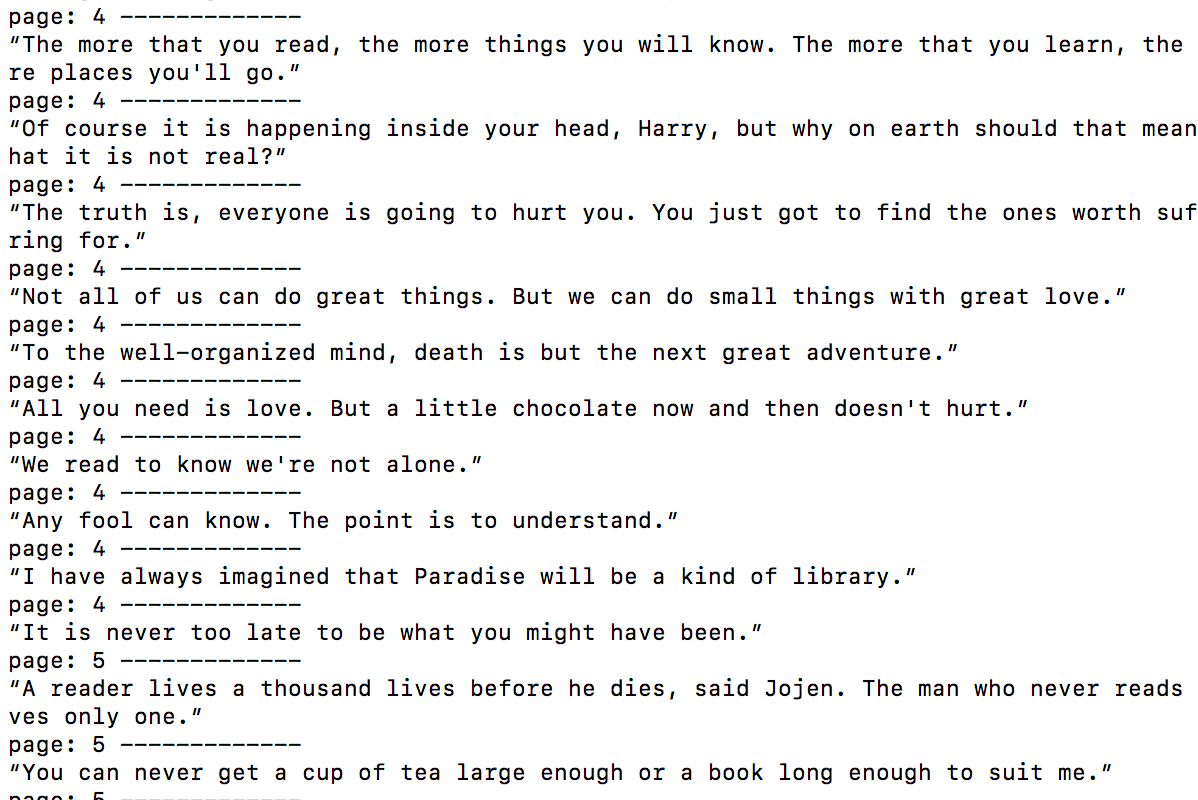 page: 4 -------------
“The more that you read, the more things you will know. The more that you learn, the
re places you'll go.”
page: 4 -------------
“Of course it is happening inside your head, Harry, but why on earth should that mean
hat it is not real?”
page: 4 -------------
“The truth is, everyone is going to hurt you. You just got to find the ones worth suf
ring for.”
page: 4 -------------
“Not all of us can do great things. But we can do small things with great love.”
page: 4 -------------
“To the well-organized mind, death is but the next great adventure.”
page: 4 -------------
“All you need is love. But a little chocolate now and then doesn't hurt.”
page: 4 -------------
“We read to know we're not alone.”
page: 4 -------------
“Any fool can know. The point is to understand.”
page: 4 -------------
“I have always imagined that Paradise will be a kind of library.”
page: 4 -------------
“It is never too late to be what you might have been.”
page: 5 -------------
“A reader lives a thousand lives before he dies, said Jojen. The man who never reads
ves only one.”
page: 5 -------------
“You can never get a cup of tea large enough or a book long enough to suit me.”
page: 5 -------------